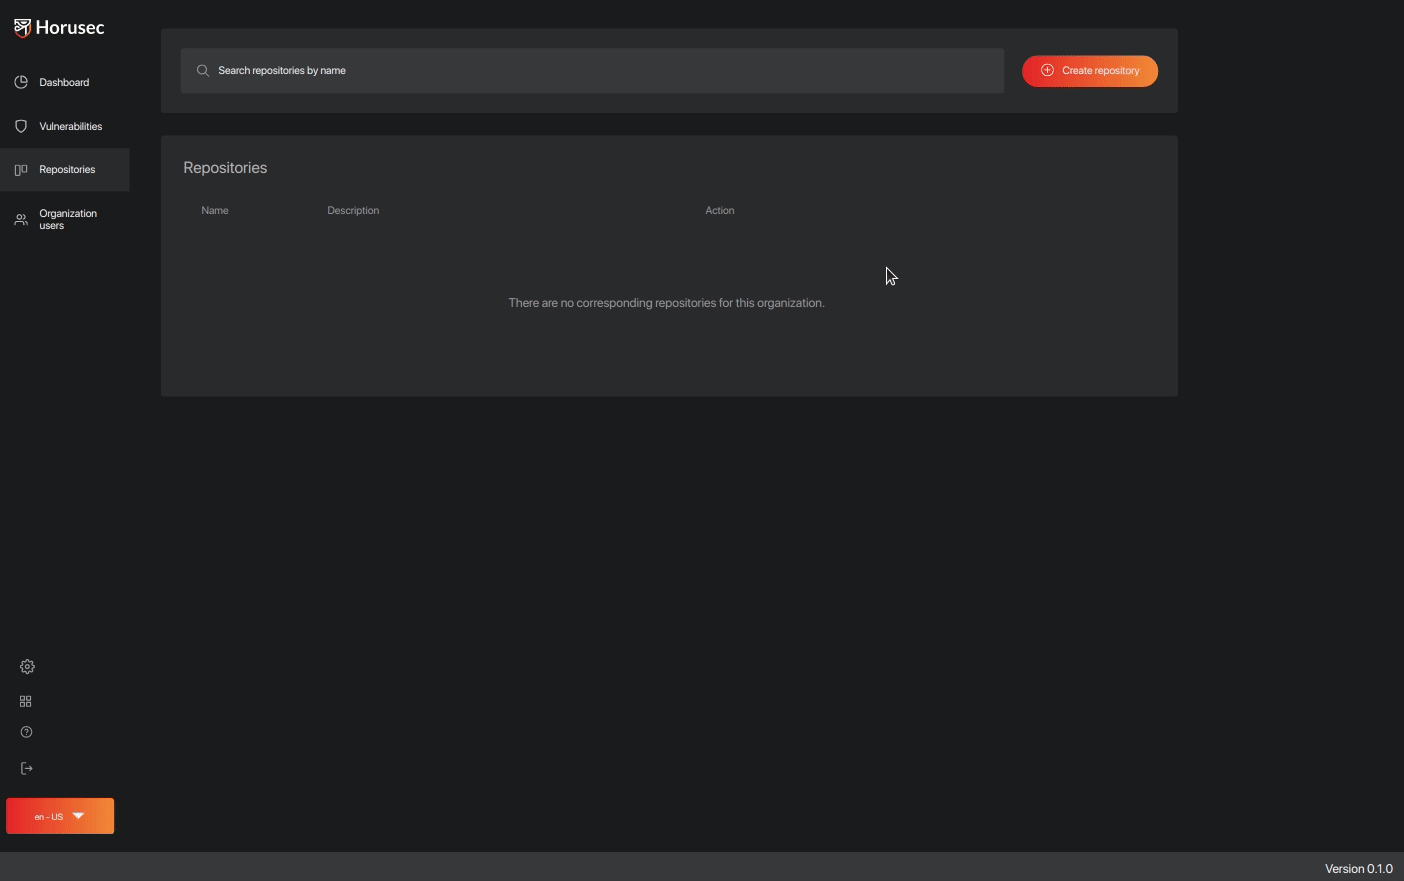 Horusec
Dashboard
Vulnerabilities
Repositories
Organization
users
en - US
Search repositories by name
Create repository
Repositories
Name Description Action
There are no corresponding repositories for this organization.
Version 0.1.0